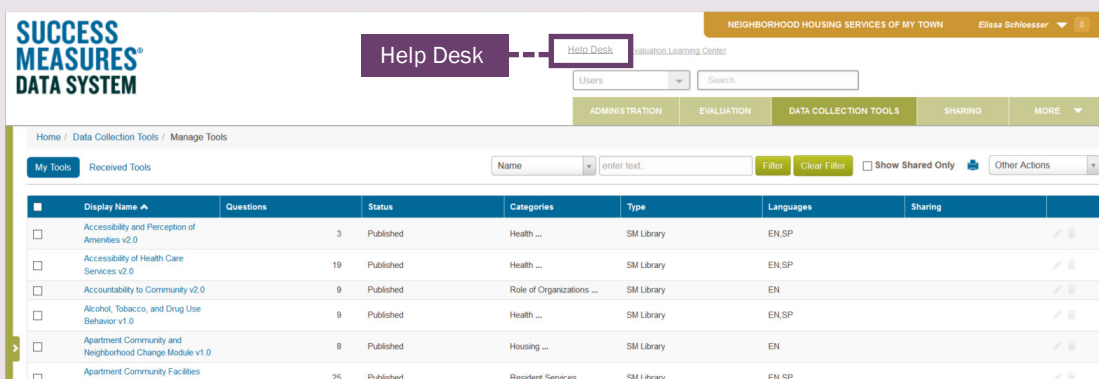 SUCCESS
MEASURES®
DATA SYSTEM
NEIGHBORHOOD HOUSING SERVICES OF MY TOWN Elissa Schloesser 0
Help Desk
Help Desk Evaluation Learning Center
Users Search
ADMINISTRATION EVALUATION DATA COLLECTION TOOLS SHARING MORE
Home / Data Collection Tools / Manage Tools
My Tools Received Tools Name enter text.. Filter Clear Filter Show Shared Only Other Actions
Display Name Questions Status Categories Type Languages Sharing
Accessibility and Perception of
Amenities v2.0 3 Published Health ... SM Library EN,SP
Accessibility of Health Care
Services v2.0 19 Published Health ... SM Library EN,SP
Accountability to Community v2.0 9 Published Role of Organizations ... SM Library EN
Alcohol, Tobacco, and Drug Use
Behavior v1.0 9 Published Health ... SM Library EN,SP
Apartment Community and
Neighborhood Change Module v1.0 8 Published Housing ... SM Library EN
Apartment Community Facilities
25 Published Resident Services SM Library EN,SP